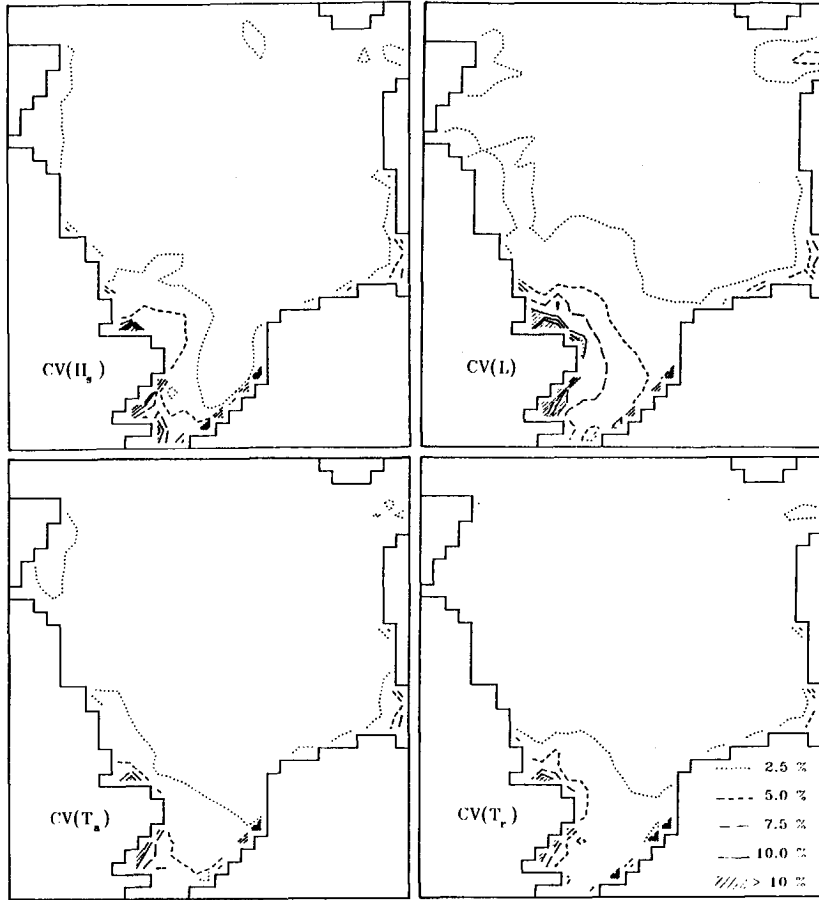 CV(H_s)
CV(L)
CV(T_a)
CV(T_r)
2.5 %
5.0 %
7.5 %
10.0 %
> 10 %